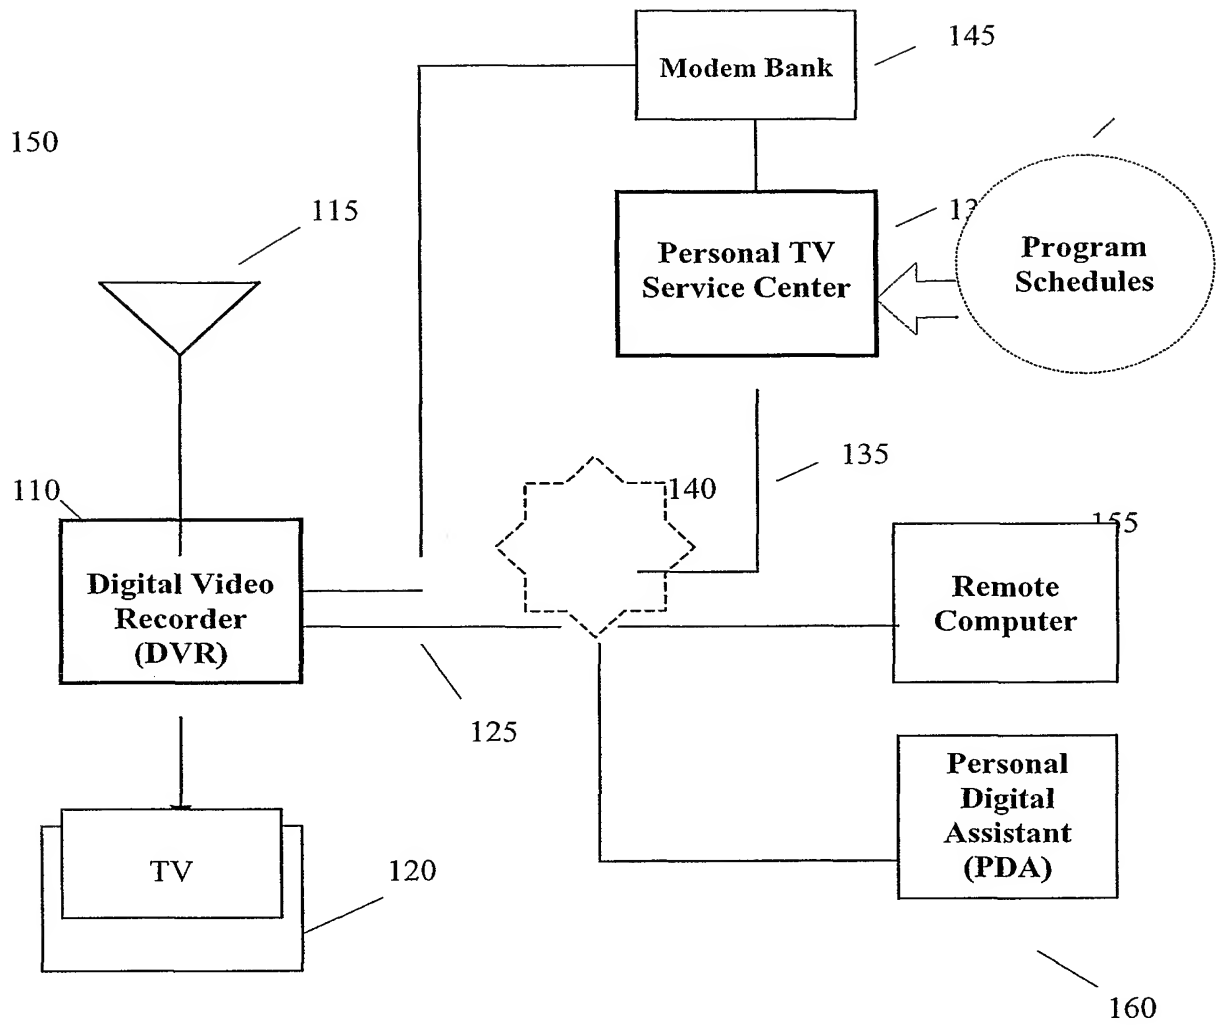 145
Modem Bank
150
115
Program
Schedules
Personal TV
Service Center
135
140
110
155
Digital Video
Recorder
(DVR)
Remote
Computer
125
Personal
Digital
Assistant
(PDA)
TV
120
160